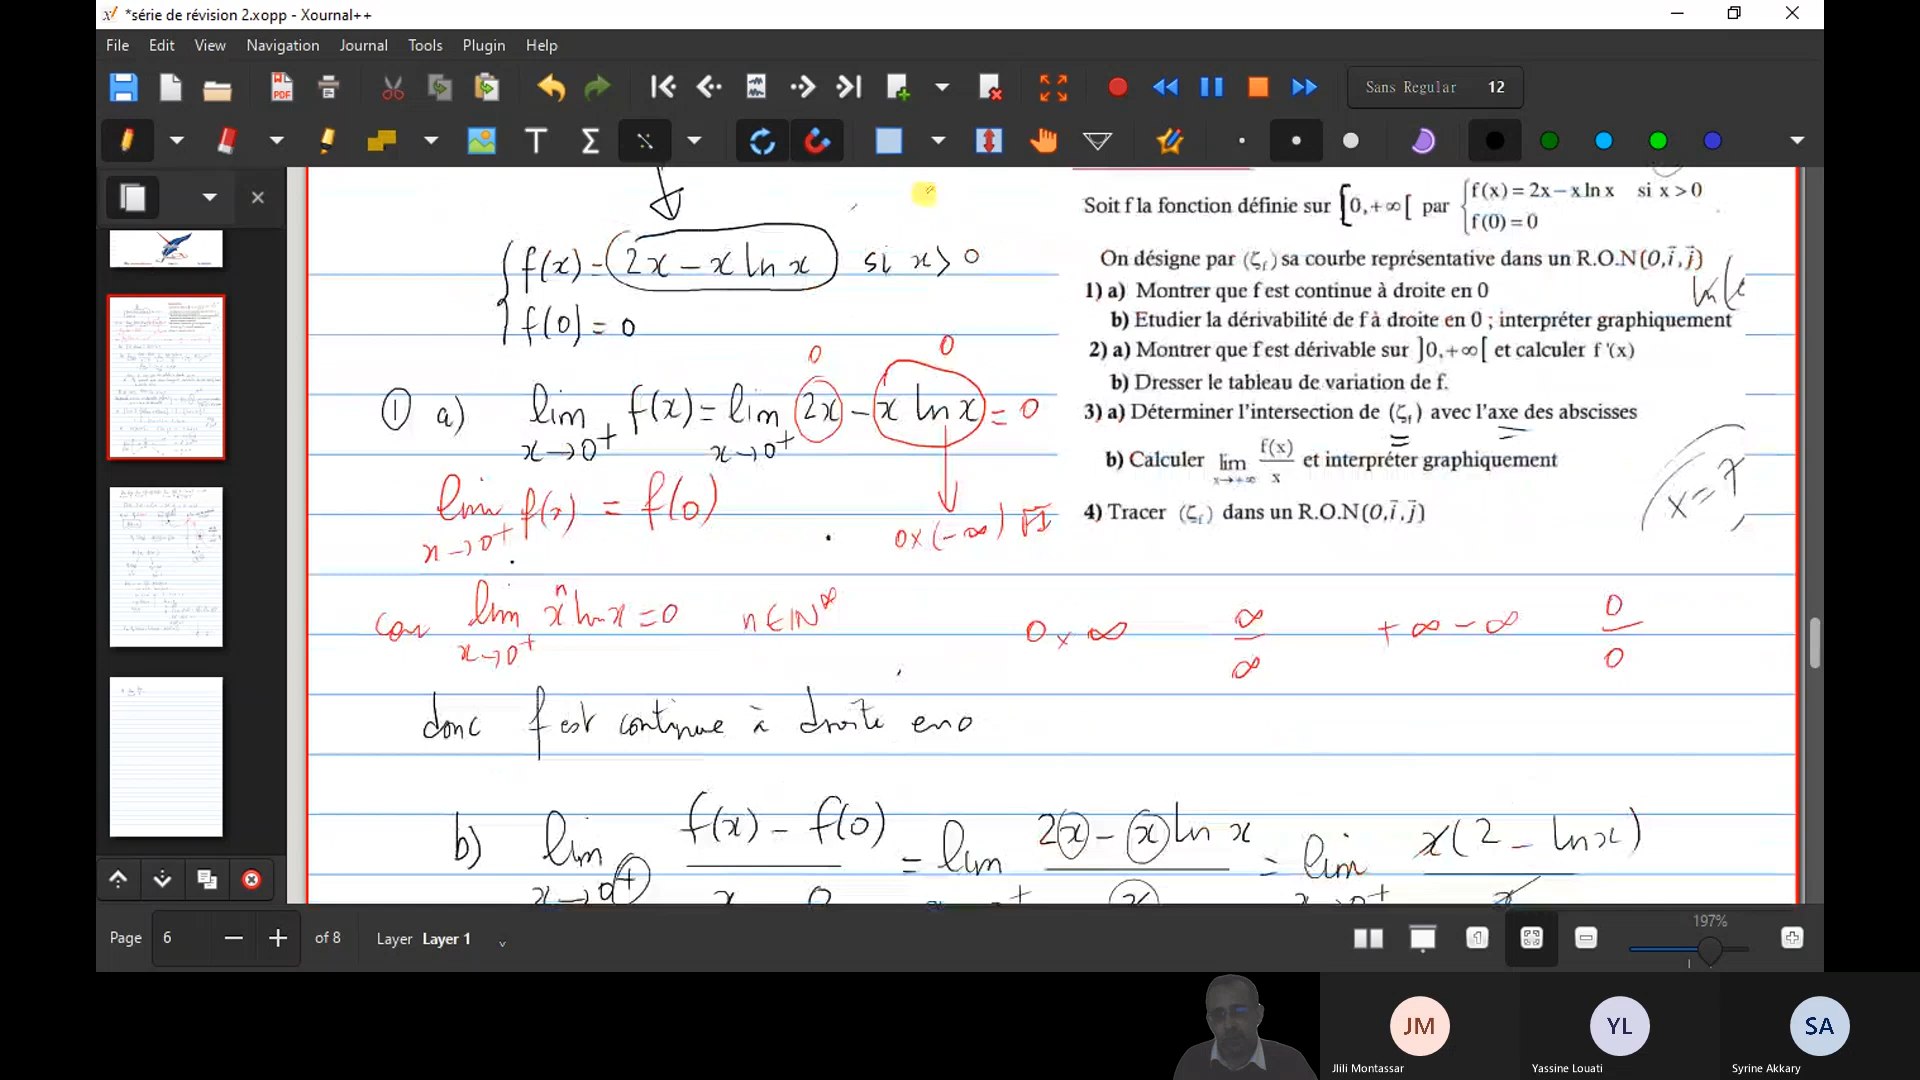 *série de révision 2.xopp - Xournal++
File Edit View Navigation Journal Tools Plugin Help
PDF
Sans Regular 12
T Σ
f(x) = 2x - x ln x si x > 0
f(0) = 0
① a) lim x→0+ f(x) = lim x→0+ 2x - x ln x = 0
0 0
lim x→0+ f(x) = f(0)
0 × (-∞) FI
car lim x→0+ xⁿ ln x = 0 n ∈ IN*
0 × ∞ ∞/∞ +∞ - ∞ 0/0
donc f est continue à droite en 0
b) lim x→0+ f(x) - f(0) / x - 0 = lim 2x - x ln x / x = lim x→0+ x(2 - ln x) / x
Soit f la fonction définie sur [0,+∞[ par { f(x) = 2x - x ln x si x > 0
f(0) = 0
On désigne par (ζf) sa courbe représentative dans un R.O.N(O,i⃗,j⃗)
1) a) Montrer que f est continue à droite en 0
b) Etudier la dérivabilité de f à droite en 0 ; interpréter graphiquement
2) a) Montrer que f est dérivable sur ]0,+∞[ et calculer f '(x)
b) Dresser le tableau de variation de f.
3) a) Déterminer l'intersection de (ζf) avec l'axe des abscisses
b) Calculer lim x→+∞ f(x)/x et interpréter graphiquement
4) Tracer (ζf) dans un R.O.N(O,i⃗,j⃗)
Page 6 of 8 Layer Layer 1
197%
JM YL SA
Jlili Montassar Yassine Louati Syrine Akkary